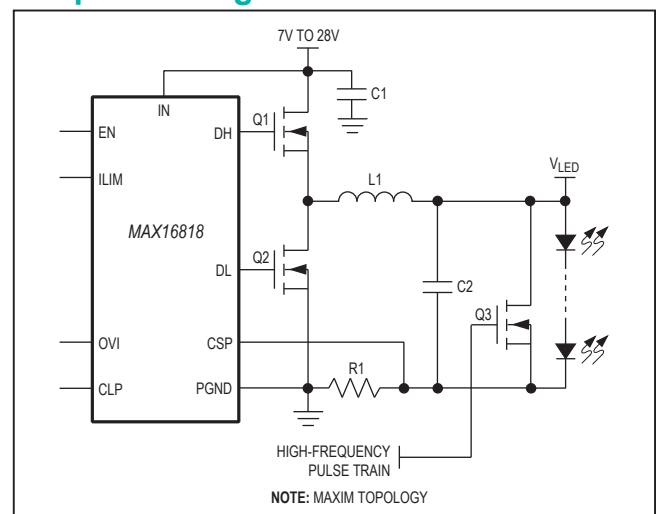 7V TO 28V
C1
IN
Q1
EN
DH
ILIM
L1
VLED
MAX16818
Q2
DL
C2
Q3
OVI
CSP
R1
CLP
PGND
HIGH-FREQUENCY
PULSE TRAIN
NOTE: MAXIM TOPOLOGY